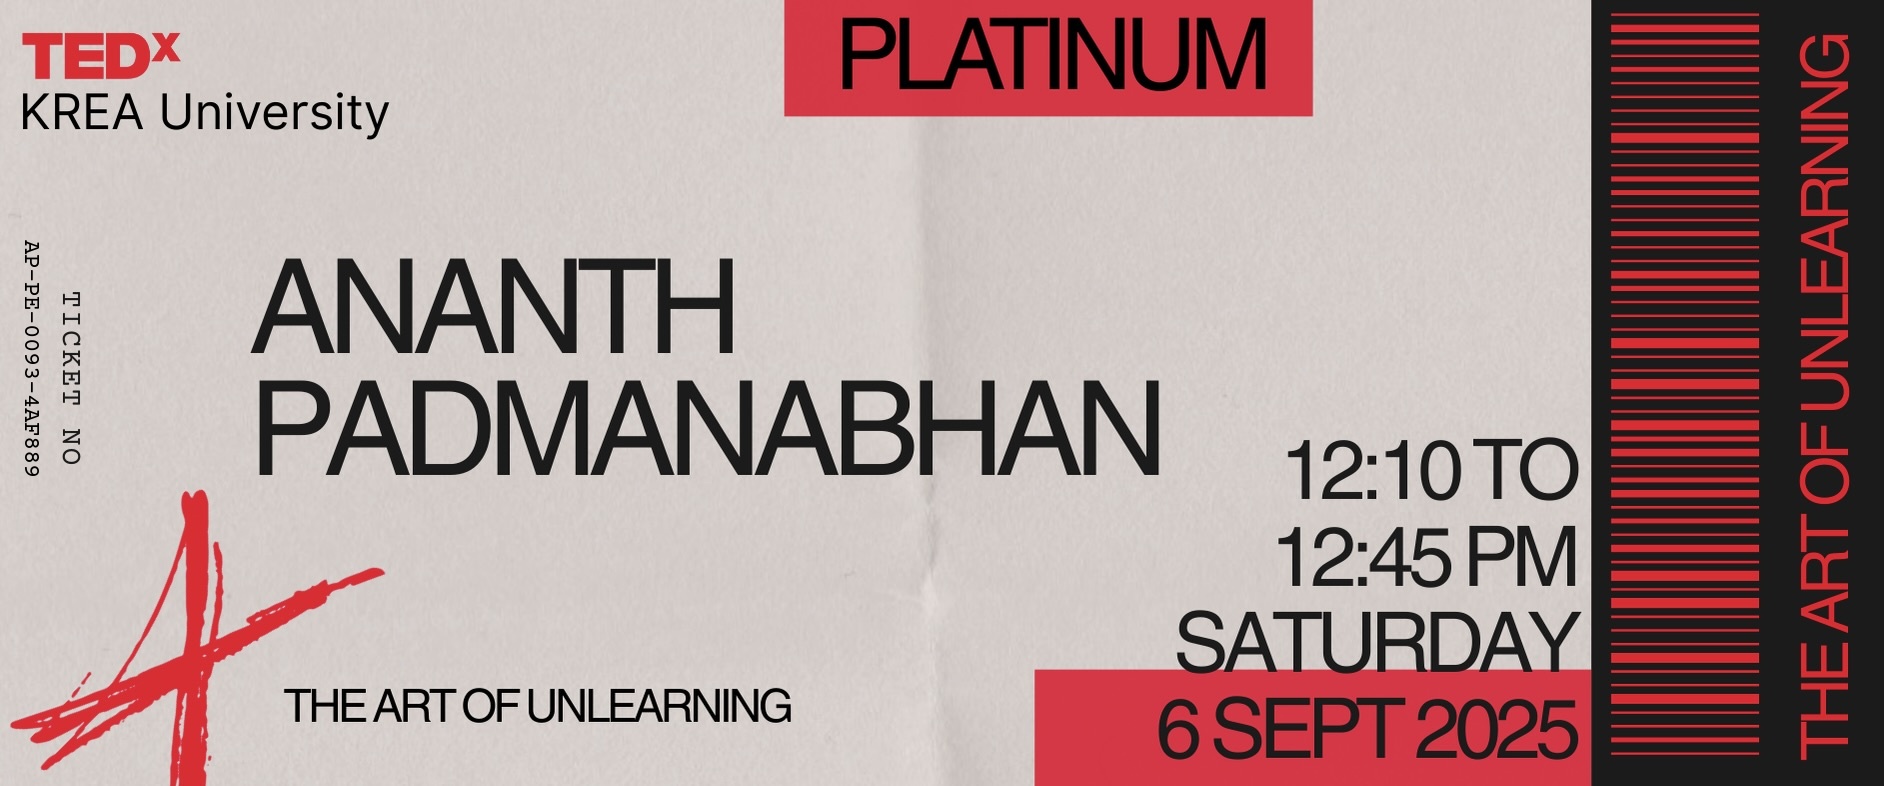 TEDx
KREA University
PLATINUM
TICKET NO
AP-PE-0093-4AF889
ANANTH
PADMANABHAN
12:10 TO
12:45 PM
SATURDAY
6 SEPT 2025
THE ART OF UNLEARNING
THE ART OF UNLEARNING